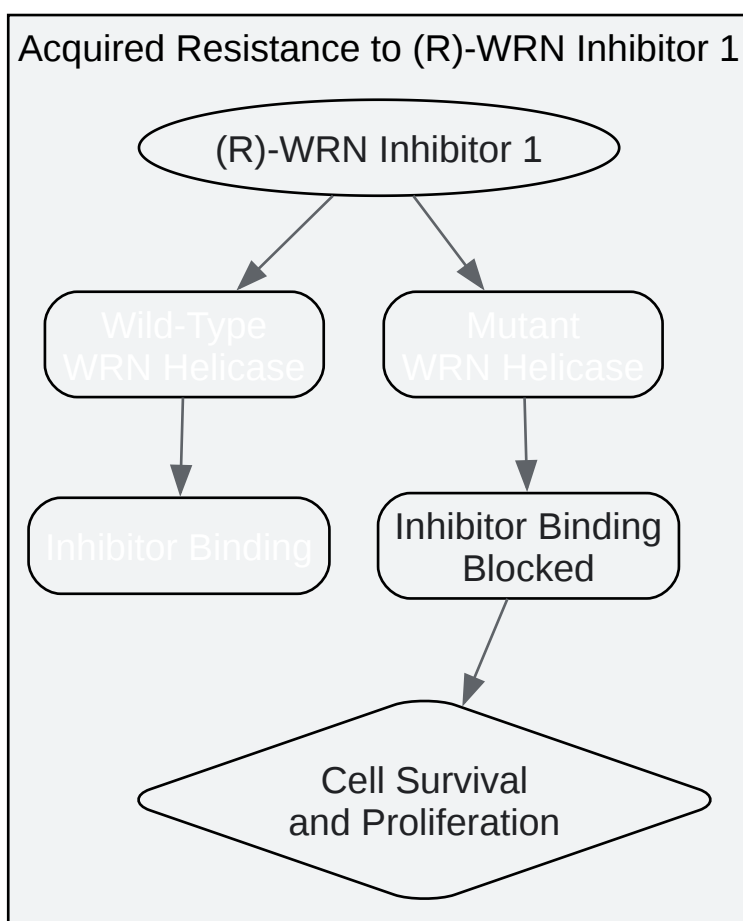 Acquired Resistance to (R)-WRN Inhibitor 1
(R)-WRN Inhibitor 1
Wild-Type
WRN Helicase
Mutant
WRN Helicase
Inhibitor Binding
Inhibitor Binding
Blocked
Cell Survival
and Proliferation